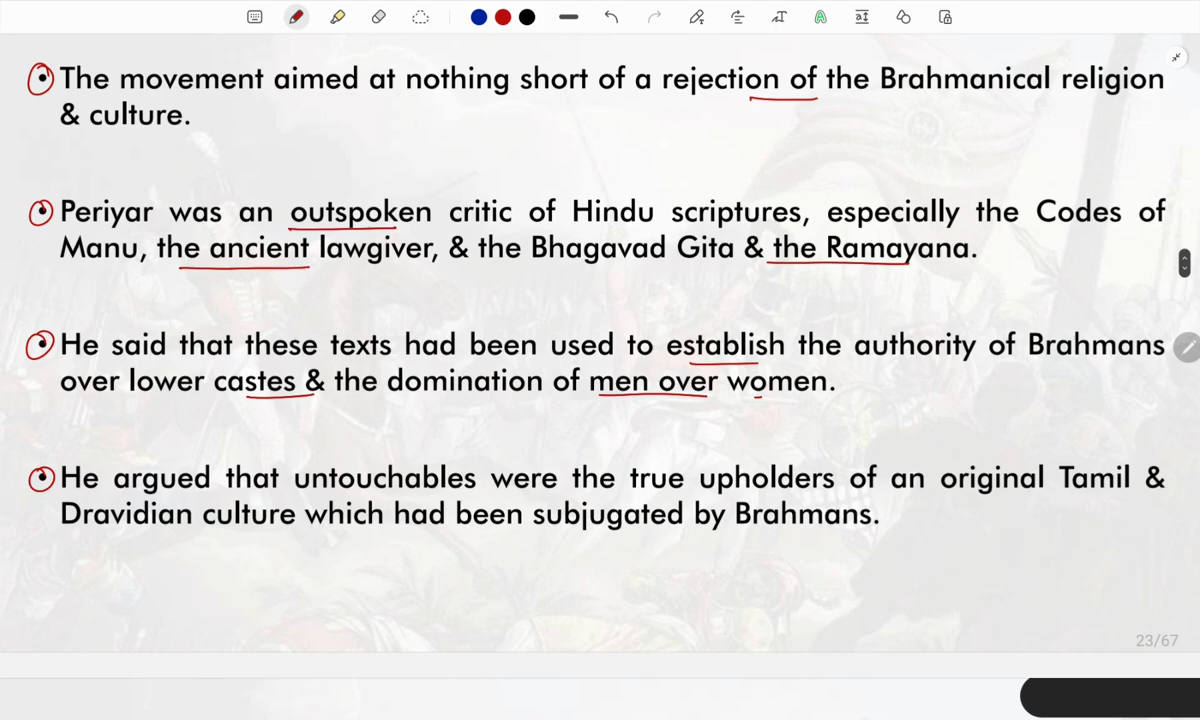 The movement aimed at nothing short of a rejection of the Brahmanical religion
& culture.
Periyar was an outspoken critic of Hindu scriptures, especially the Codes of
Manu, the ancient lawgiver, & the Bhagavad Gita & the Ramayana.
He said that these texts had been used to establish the authority of Brahmans
over lower castes & the domination of men over women.
He argued that untouchables were the true upholders of an original Tamil &
Dravidian culture which had been subjugated by Brahmans.
23/67